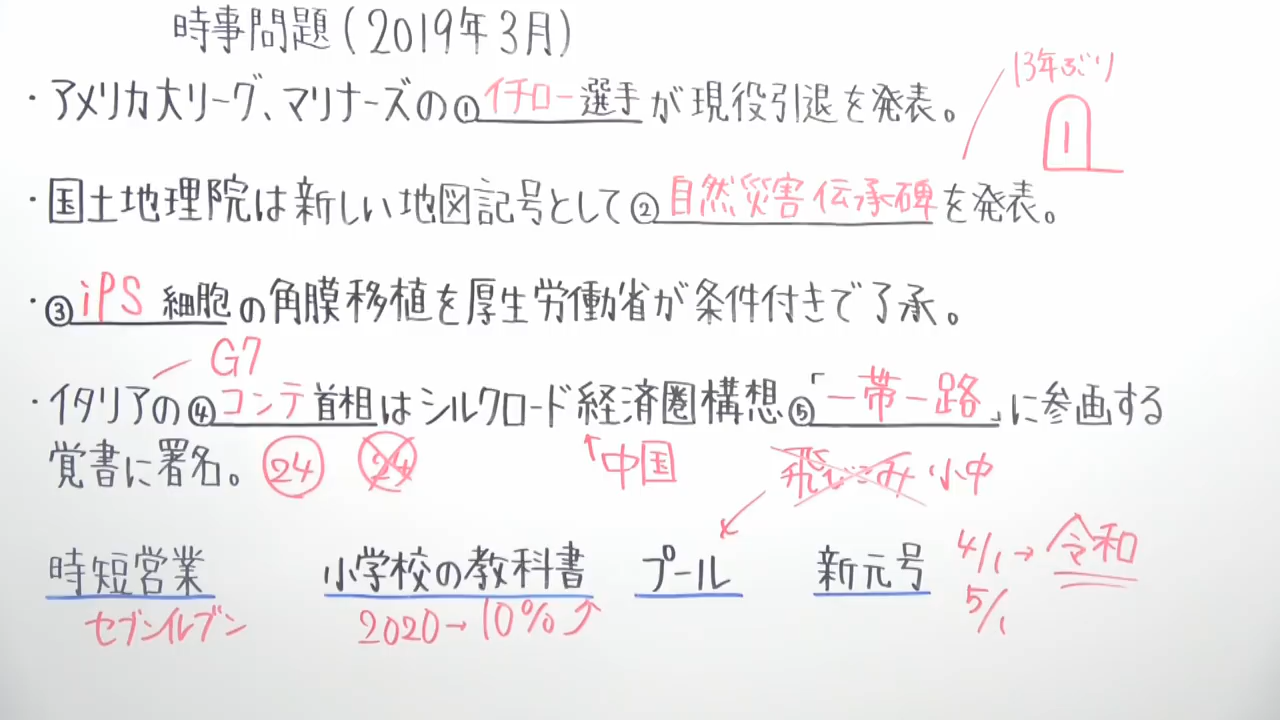 時事問題(2019年3月)
13年ぶり
・アメリカ大リーグ、マリナーズの①イチロー選手が現役引退を発表。
・国土地理院は新しい地図記号として②自然災害伝承碑を発表。
・③iPS細胞の角膜移植を厚生労働省が条件付きで了承。
G7
・イタリアの④コンテ首相はシルクロード経済圏構想⑤「一帯一路」に参画する
覚書に署名。 24 24 中国 飛びこみ 小中
時短営業 小学校の教科書 プール 新元号 4/1→令和
セブンイレブン 2020→10%↑ 5/1